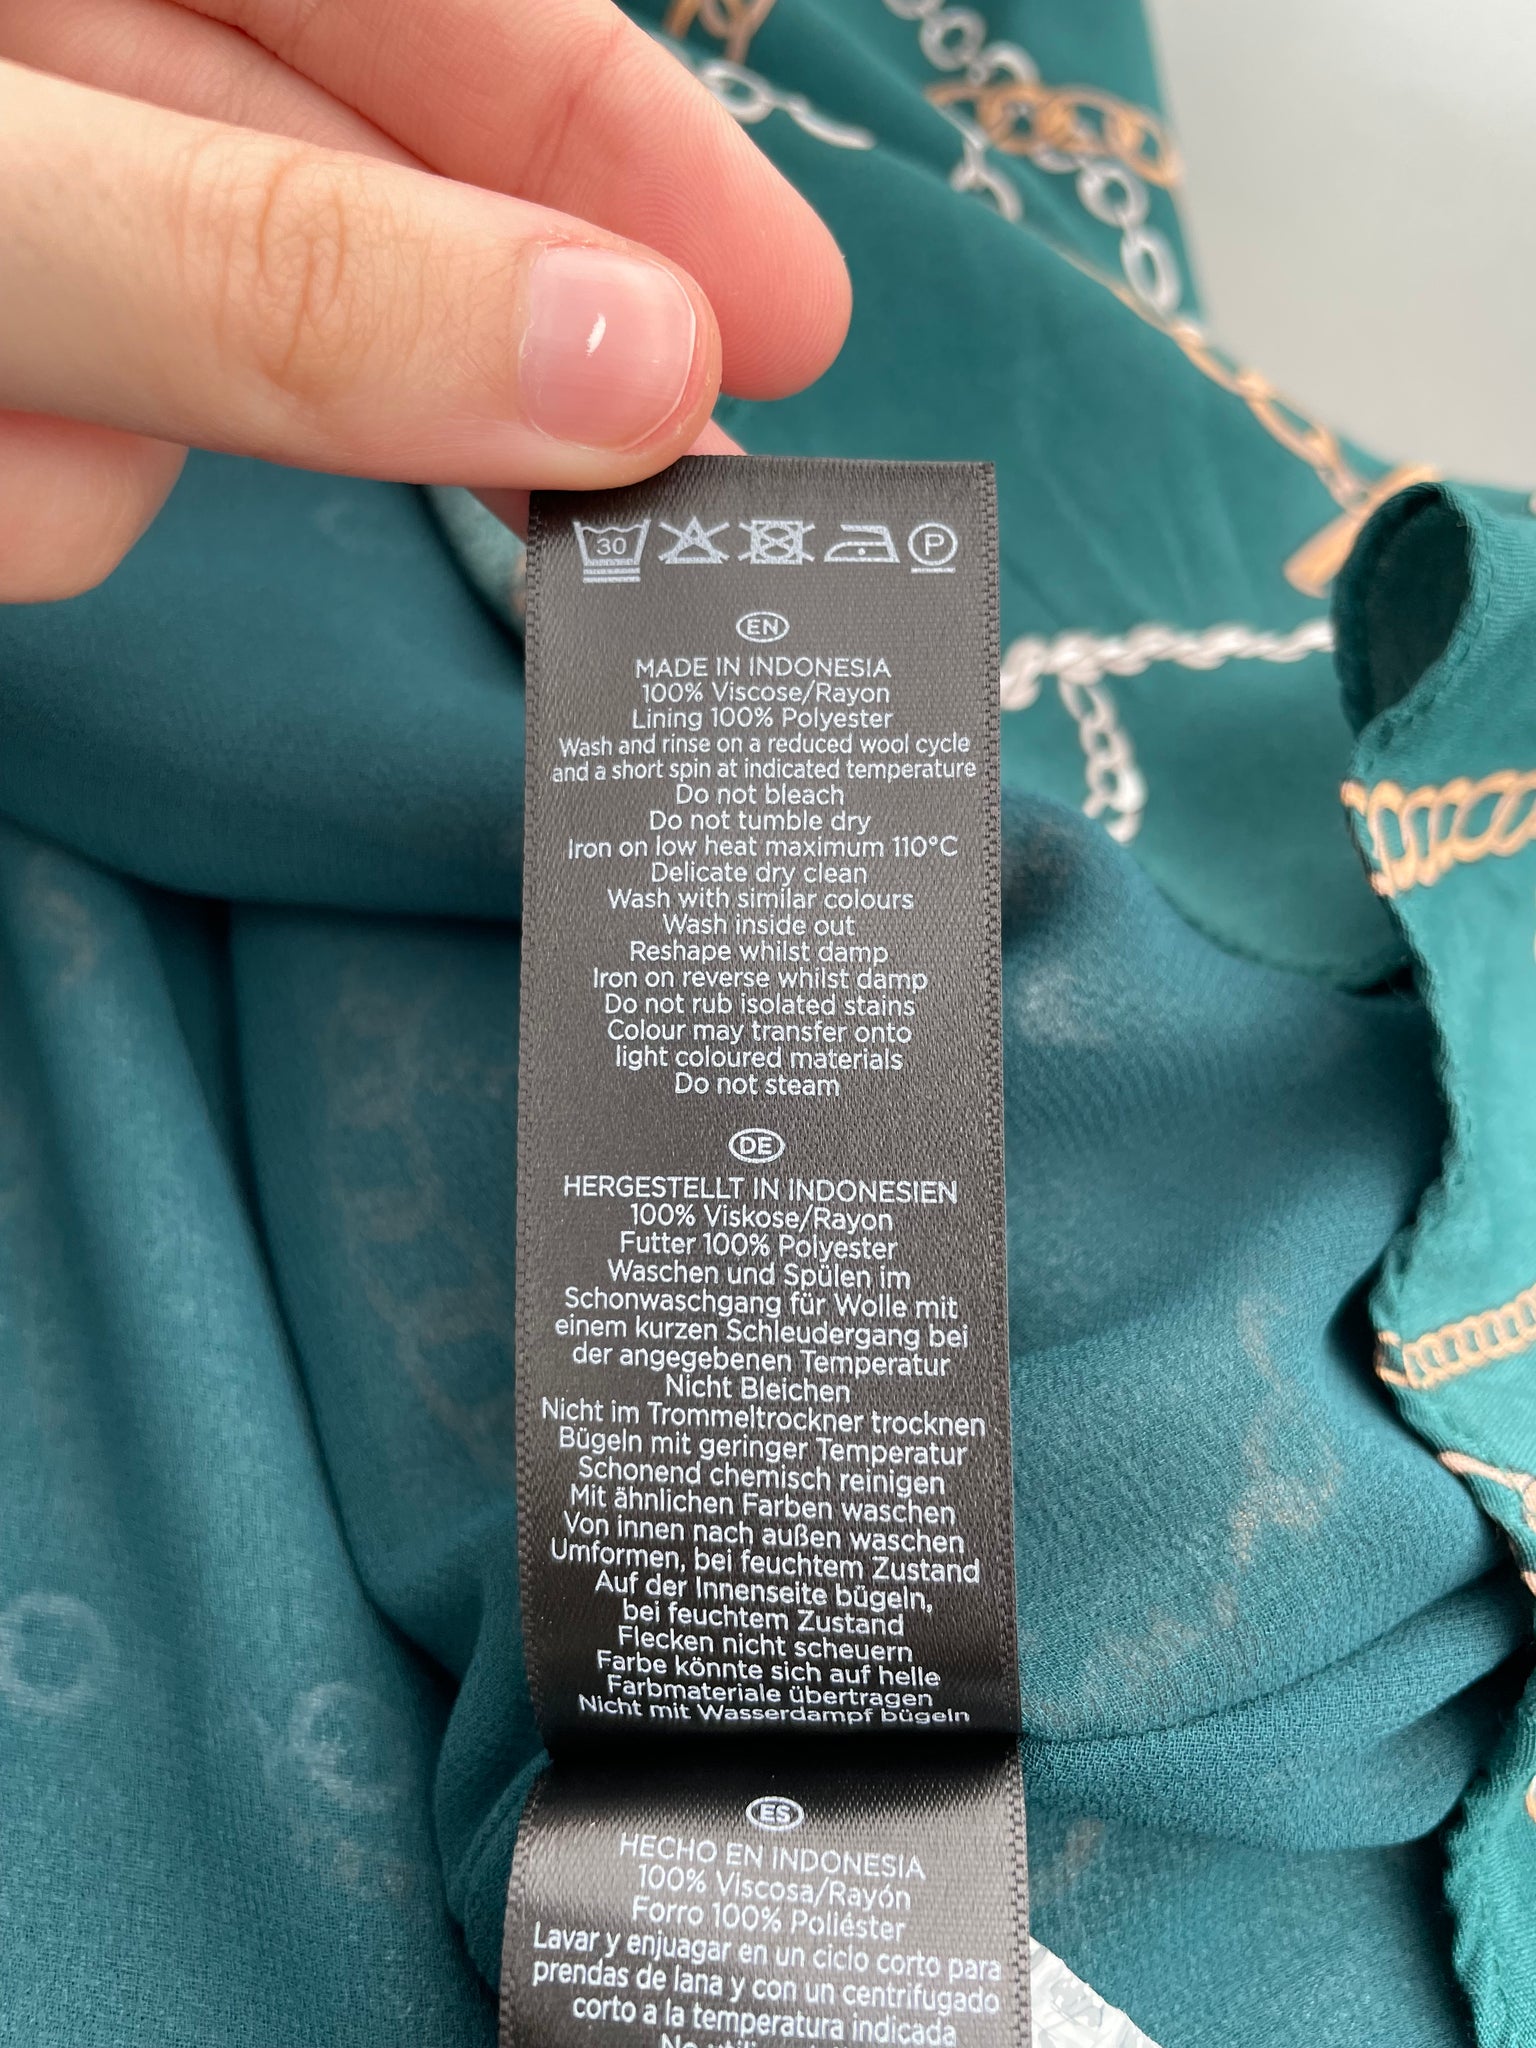 30 P
EN
MADE IN INDONESIA
100% Viscose/Rayon
Lining 100% Polyester
Wash and rinse on a reduced wool cycle
and a short spin at indicated temperature
Do not bleach
Do not tumble dry
Iron on low heat maximum 110°C
Delicate dry clean
Wash with similar colours
Wash inside out
Reshape whilst damp
Iron on reverse whilst damp
Do not rub isolated stains
Colour may transfer onto
light coloured materials
Do not steam
DE
HERGESTELLT IN INDONESIEN
100% Viskose/Rayon
Futter 100% Polyester
Waschen und Spülen im
Schonwaschgang für Wolle mit
einem kurzen Schleudergang bei
der angegebenen Temperatur
Nicht Bleichen
Nicht im Trommeltrockner trocknen
Bügeln mit geringer Temperatur
Schonend chemisch reinigen
Mit ähnlichen Farben waschen
Von innen nach außen waschen
Umformen, bei feuchtem Zustand
Auf der Innenseite bügeln,
bei feuchtem Zustand
Flecken nicht scheuern
Farbe könnte sich auf helle
Farbmateriale übertragen
Nicht mit Wasserdampf bügeln
ES
HECHO EN INDONESIA
100% Viscosa/Rayón
Forro 100% Poliéster
Lavar y enjuagar en un ciclo corto para
prendas de lana y con un centrifugado
corto a la temperatura indicada
No